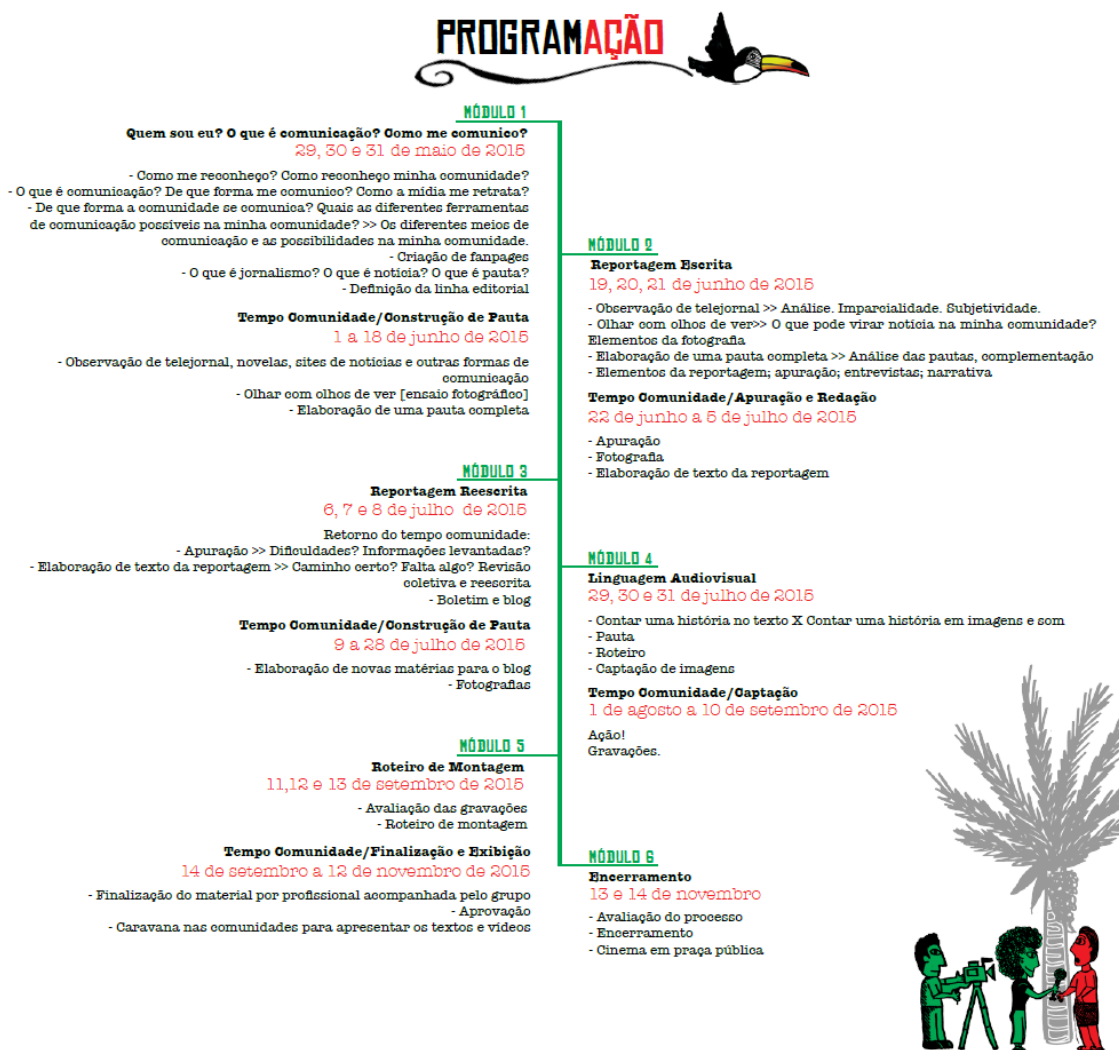 PROGRAMAÇÃO
MÓDULO 1
Quem sou eu? O que é comunicação? Como me comunico?
29, 30 e 31 de maio de 2015
- Como me reconheço? Como reconheço minha comunidade?
- O que é comunicação? De que forma me comunico? Como a mídia me retrata?
- De que forma a comunidade se comunica? Quais as diferentes ferramentas
de comunicação possíveis na minha comunidade? >> Os diferentes meios de
comunicação e as possibilidades na minha comunidade.
- Criação de fanpages
- O que é jornalismo? O que é notícia? O que é pauta?
- Definição da linha editorial
Tempo Comunidade/Construção de Pauta
1 a 18 de junho de 2015
- Observação de telejornal, novelas, sites de notícias e outras formas de
comunicação
- Olhar com olhos de ver [ensaio fotográfico]
- Elaboração de uma pauta completa
MÓDULO 2
Reportagem Escrita
19, 20, 21 de junho de 2015
- Observação de telejornal >> Análise. Imparcialidade. Subjetividade.
- Olhar com olhos de ver>> O que pode virar notícia na minha comunidade?
Elementos da fotografia
- Elaboração de uma pauta completa >> Análise das pautas, complementação
- Elementos da reportagem; apuração; entrevistas; narrativa
Tempo Comunidade/Apuração e Redação
22 de junho a 5 de julho de 2015
- Apuração
- Fotografia
- Elaboração de texto da reportagem
MÓDULO 3
Reportagem Reescrita
6, 7 e 8 de julho de 2015
Retorno do tempo comunidade:
- Apuração >> Dificuldades? Informações levantadas?
- Elaboração de texto da reportagem >> Caminho certo? Falta algo? Revisão
coletiva e reescrita
- Boletim e blog
Tempo Comunidade/Construção de Pauta
9 a 28 de julho de 2015
- Elaboração de novas matérias para o blog
- Fotografias
MÓDULO 4
Linguagem Audiovisual
29, 30 e 31 de julho de 2015
- Contar uma história no texto X Contar uma história em imagens e som
- Pauta
- Roteiro
- Captação de imagens
Tempo Comunidade/Captação
1 de agosto a 10 de setembro de 2015
Ação!
Gravações.
MÓDULO 5
Roteiro de Montagem
11,12 e 13 de setembro de 2015
- Avaliação das gravações
- Roteiro de montagem
Tempo Comunidade/Finalização e Exibição
14 de setembro a 12 de novembro de 2015
- Finalização do material por profissional acompanhada pelo grupo
- Aprovação
- Caravana nas comunidades para apresentar os textos e vídeos
MÓDULO 6
Encerramento
13 e 14 de novembro
- Avaliação do processo
- Encerramento
- Cinema em praça pública